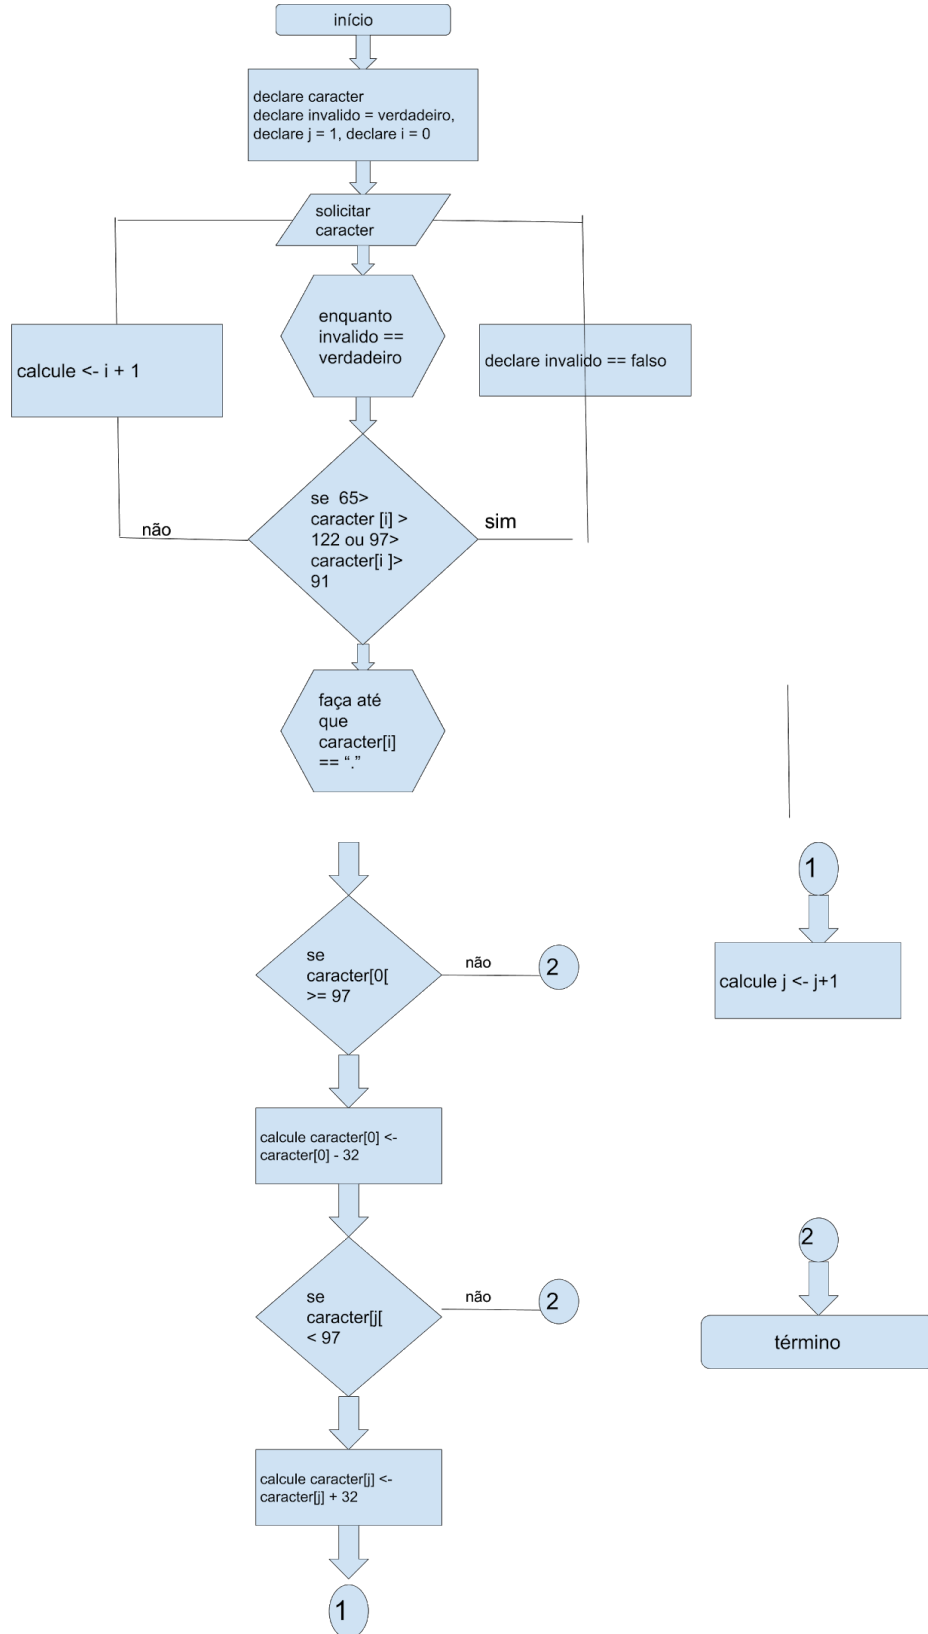 início
declare caracter
declare invalido = verdadeiro,
declare j = 1, declare i = 0
solicitar
caracter
enquanto
invalido ==
verdadeiro
calcule <- i + 1
declare invalido == falso
se 65>
caracter [i] >
122 ou 97>
caracter[i ]>
91
não
sim
faça até
que
caracter[i]
== “.”
se
caracter[0[
>= 97
não
2
1
calcule j <- j+1
calcule caracter[0] <-
caracter[0] - 32
se
caracter[j[
< 97
não
2
2
término
calcule caracter[j] <-
caracter[j] + 32
1